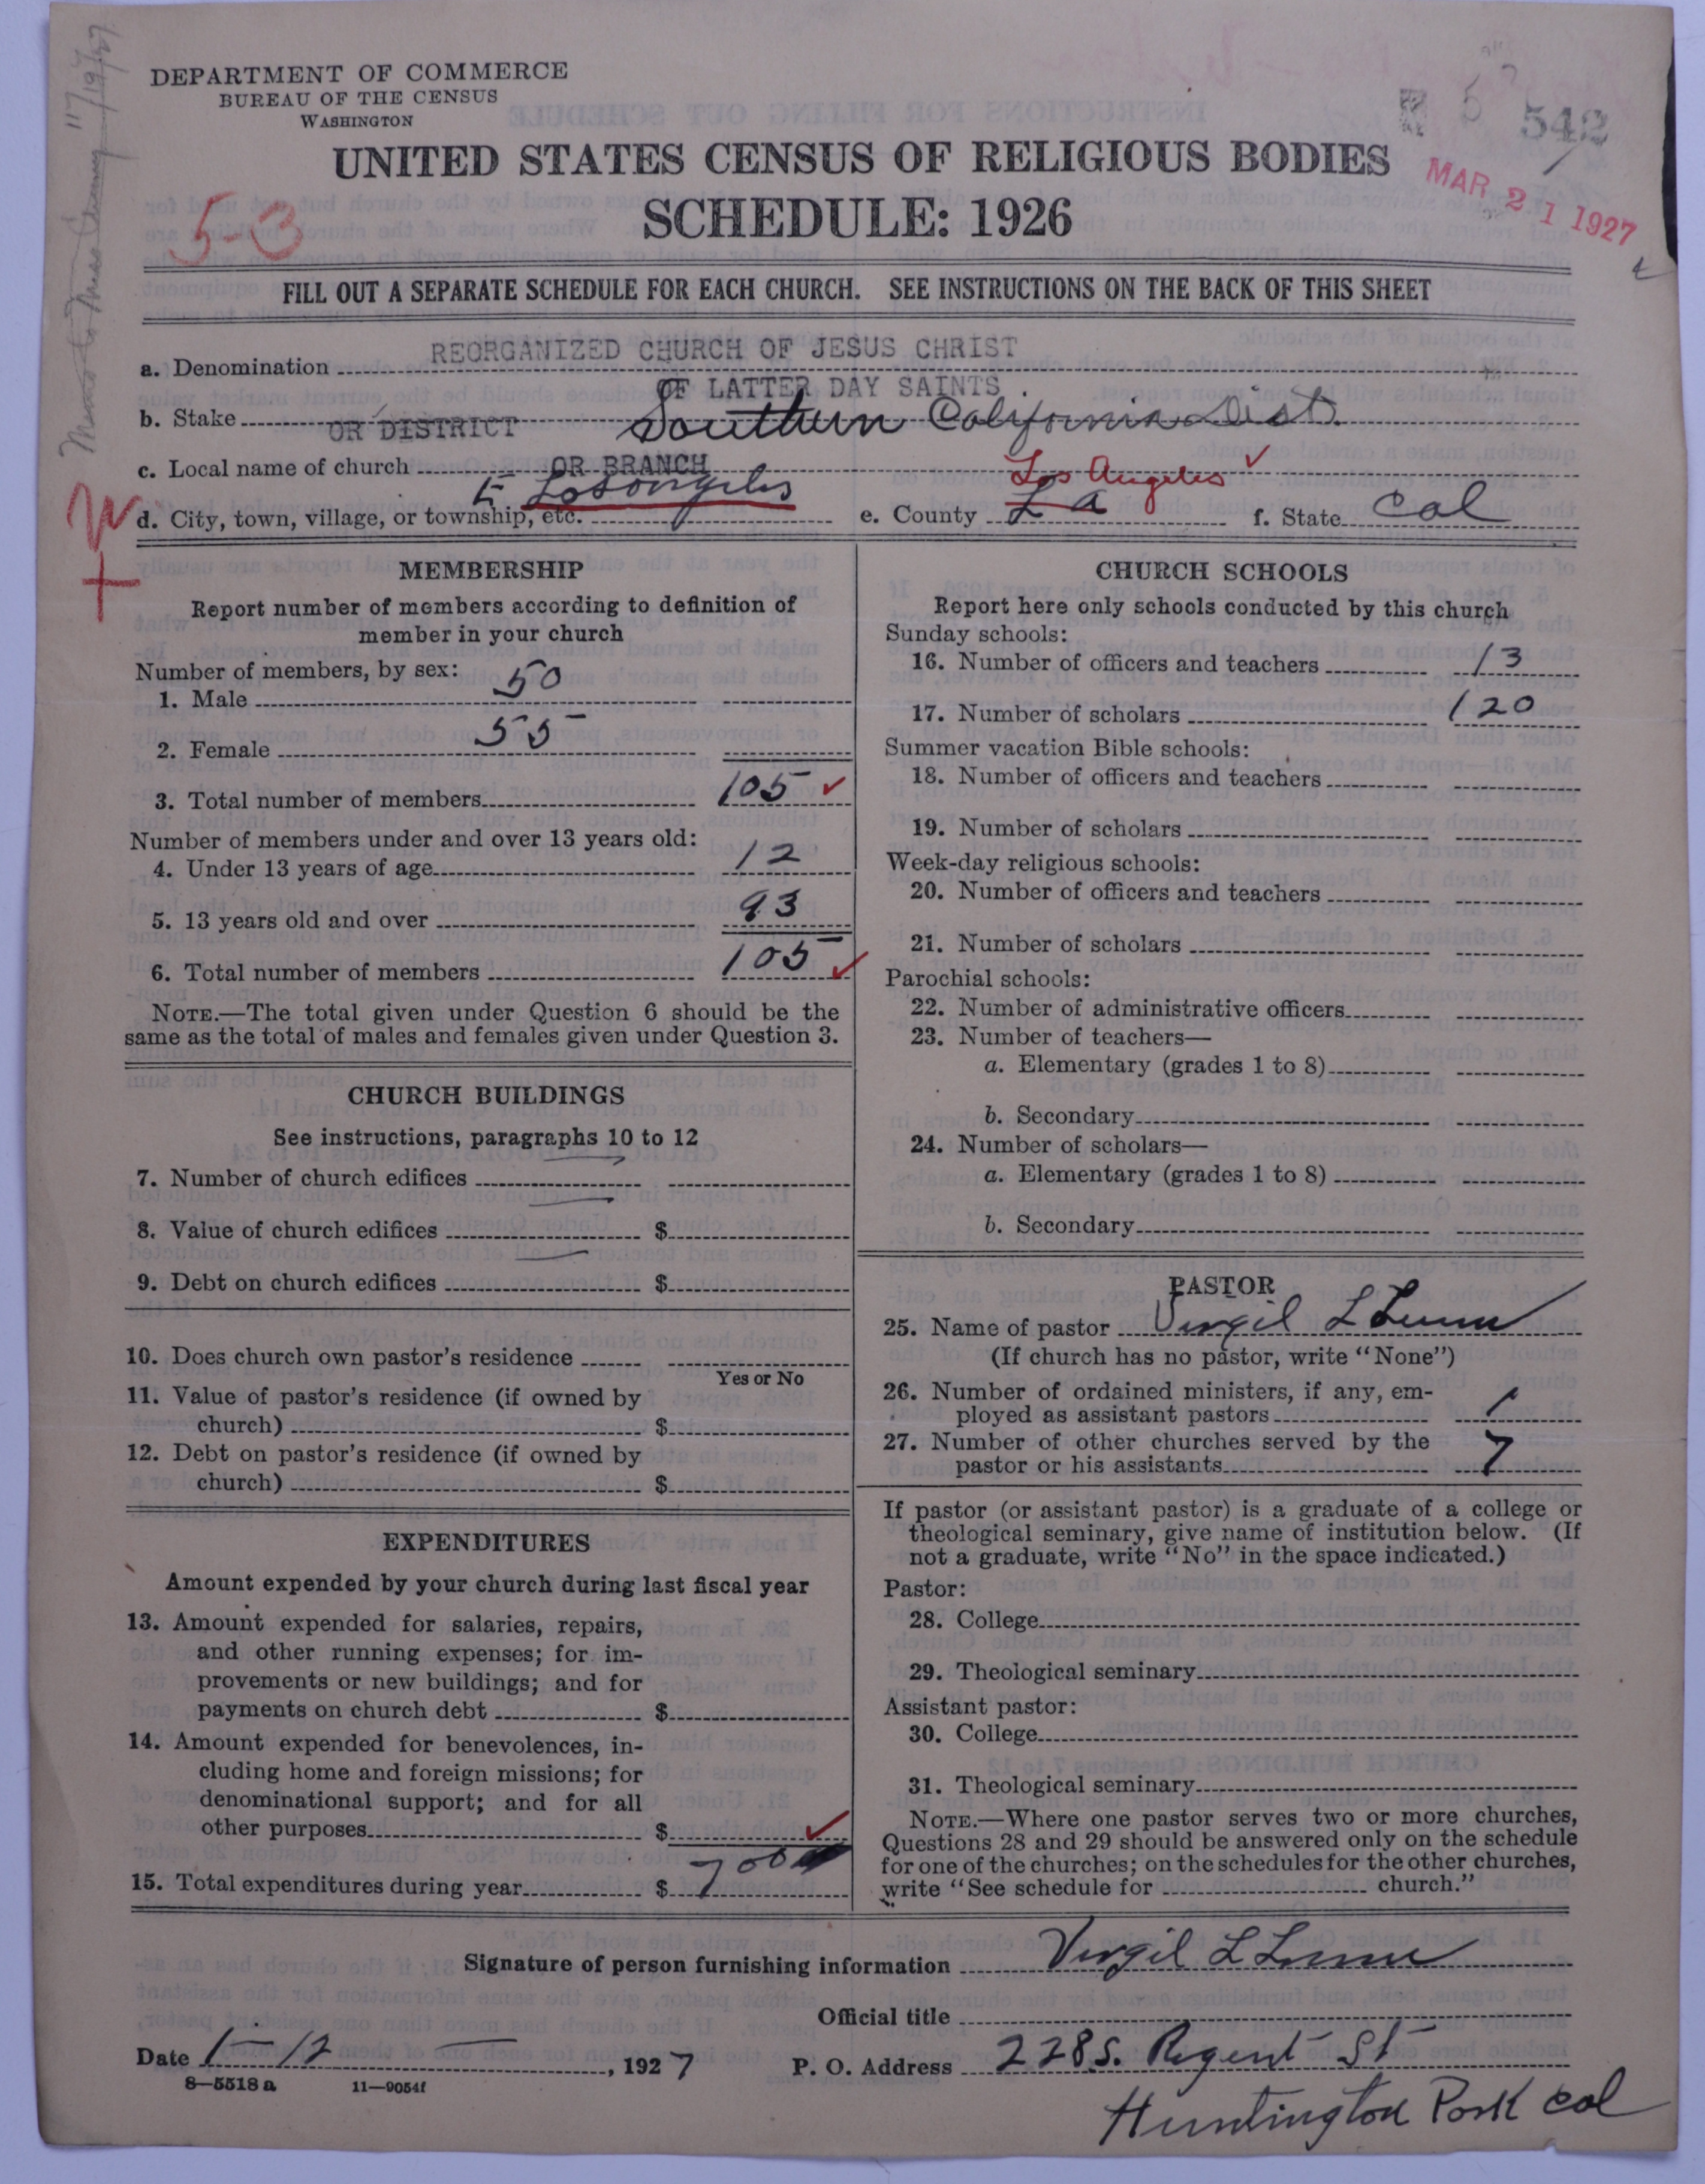 DEPARTMENT OF COMMERCE
BUREAU OF THE CENSUS
WASHINGTON
542
UNITED STATES CENSUS OF RELIGIOUS BODIES
MAR 21 1927
5-3
SCHEDULE: 1926
FILL OUT A SEPARATE SCHEDULE FOR EACH CHURCH. SEE INSTRUCTIONS ON THE BACK OF THIS SHEET
a. Denomination REORGANIZED CHURCH OF JESUS CHRIST
OF LATTER DAY SAINTS.
b. Stake OR DISTRICT Southern California Dist.
c. Local name of church OR BRANCH
Los Angeles
d. City, town, village, or township, etc. E Losongeles e. County L a f. State Cal
MEMBERSHIP
Report number of members according to definition of
member in your church
Number of members, by sex:
1. Male 50
2. Female 55
3. Total number of members 105
Number of members under and over 13 years old:
4. Under 13 years of age 12
5. 13 years old and over 93
6. Total number of members 105
NOTE.—The total given under Question 6 should be the
same as the total of males and females given under Question 3.
CHURCH BUILDINGS
See instructions, paragraphs 10 to 12
7. Number of church edifices
8. Value of church edifices $
9. Debt on church edifices $
10. Does church own pastor's residence
Yes or No
11. Value of pastor's residence (if owned by
church) $
12. Debt on pastor's residence (if owned by
church) $
EXPENDITURES
Amount expended by your church during last fiscal year
13. Amount expended for salaries, repairs,
and other running expenses; for im-
provements or new buildings; and for
payments on church debt $
14. Amount expended for benevolences, in-
cluding home and foreign missions; for
denominational support; and for all
other purposes $
15. Total expenditures during year $ 700
CHURCH SCHOOLS
Report here only schools conducted by this church
Sunday schools:
16. Number of officers and teachers 13
17. Number of scholars 120
Summer vacation Bible schools:
18. Number of officers and teachers
19. Number of scholars
Week-day religious schools:
20. Number of officers and teachers
21. Number of scholars
Parochial schools:
22. Number of administrative officers
23. Number of teachers—
a. Elementary (grades 1 to 8)
b. Secondary
24. Number of scholars—
a. Elementary (grades 1 to 8)
b. Secondary
PASTOR
25. Name of pastor Virgil L Lunn
(If church has no pastor, write "None")
26. Number of ordained ministers, if any, em-
ployed as assistant pastors 1
27. Number of other churches served by the
pastor or his assistants 7
If pastor (or assistant pastor) is a graduate of a college or
theological seminary, give name of institution below. (If
not a graduate, write "No" in the space indicated.)
Pastor:
28. College
29. Theological seminary
Assistant pastor:
30. College
31. Theological seminary
NOTE.—Where one pastor serves two or more churches,
Questions 28 and 29 should be answered only on the schedule
for one of the churches; on the schedules for the other churches,
write "See schedule for church."
Signature of person furnishing information Virgil L Lunn
Official title
Date 1-12, 1927 P. O. Address 228 S. Regent St
8-5518 a 11-9054f
Huntington Park Cal